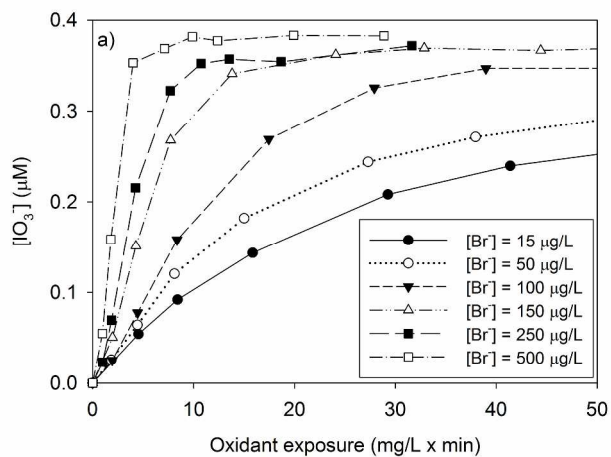 a)
0.4
0.3
0.2
0.1
0.0
[IO₃⁻] (μM)
0 10 20 30 40 50
Oxidant exposure (mg/L x min)
[Br⁻] = 15 μg/L
[Br⁻] = 50 μg/L
[Br⁻] = 100 μg/L
[Br⁻] = 150 μg/L
[Br⁻] = 250 μg/L
[Br⁻] = 500 μg/L